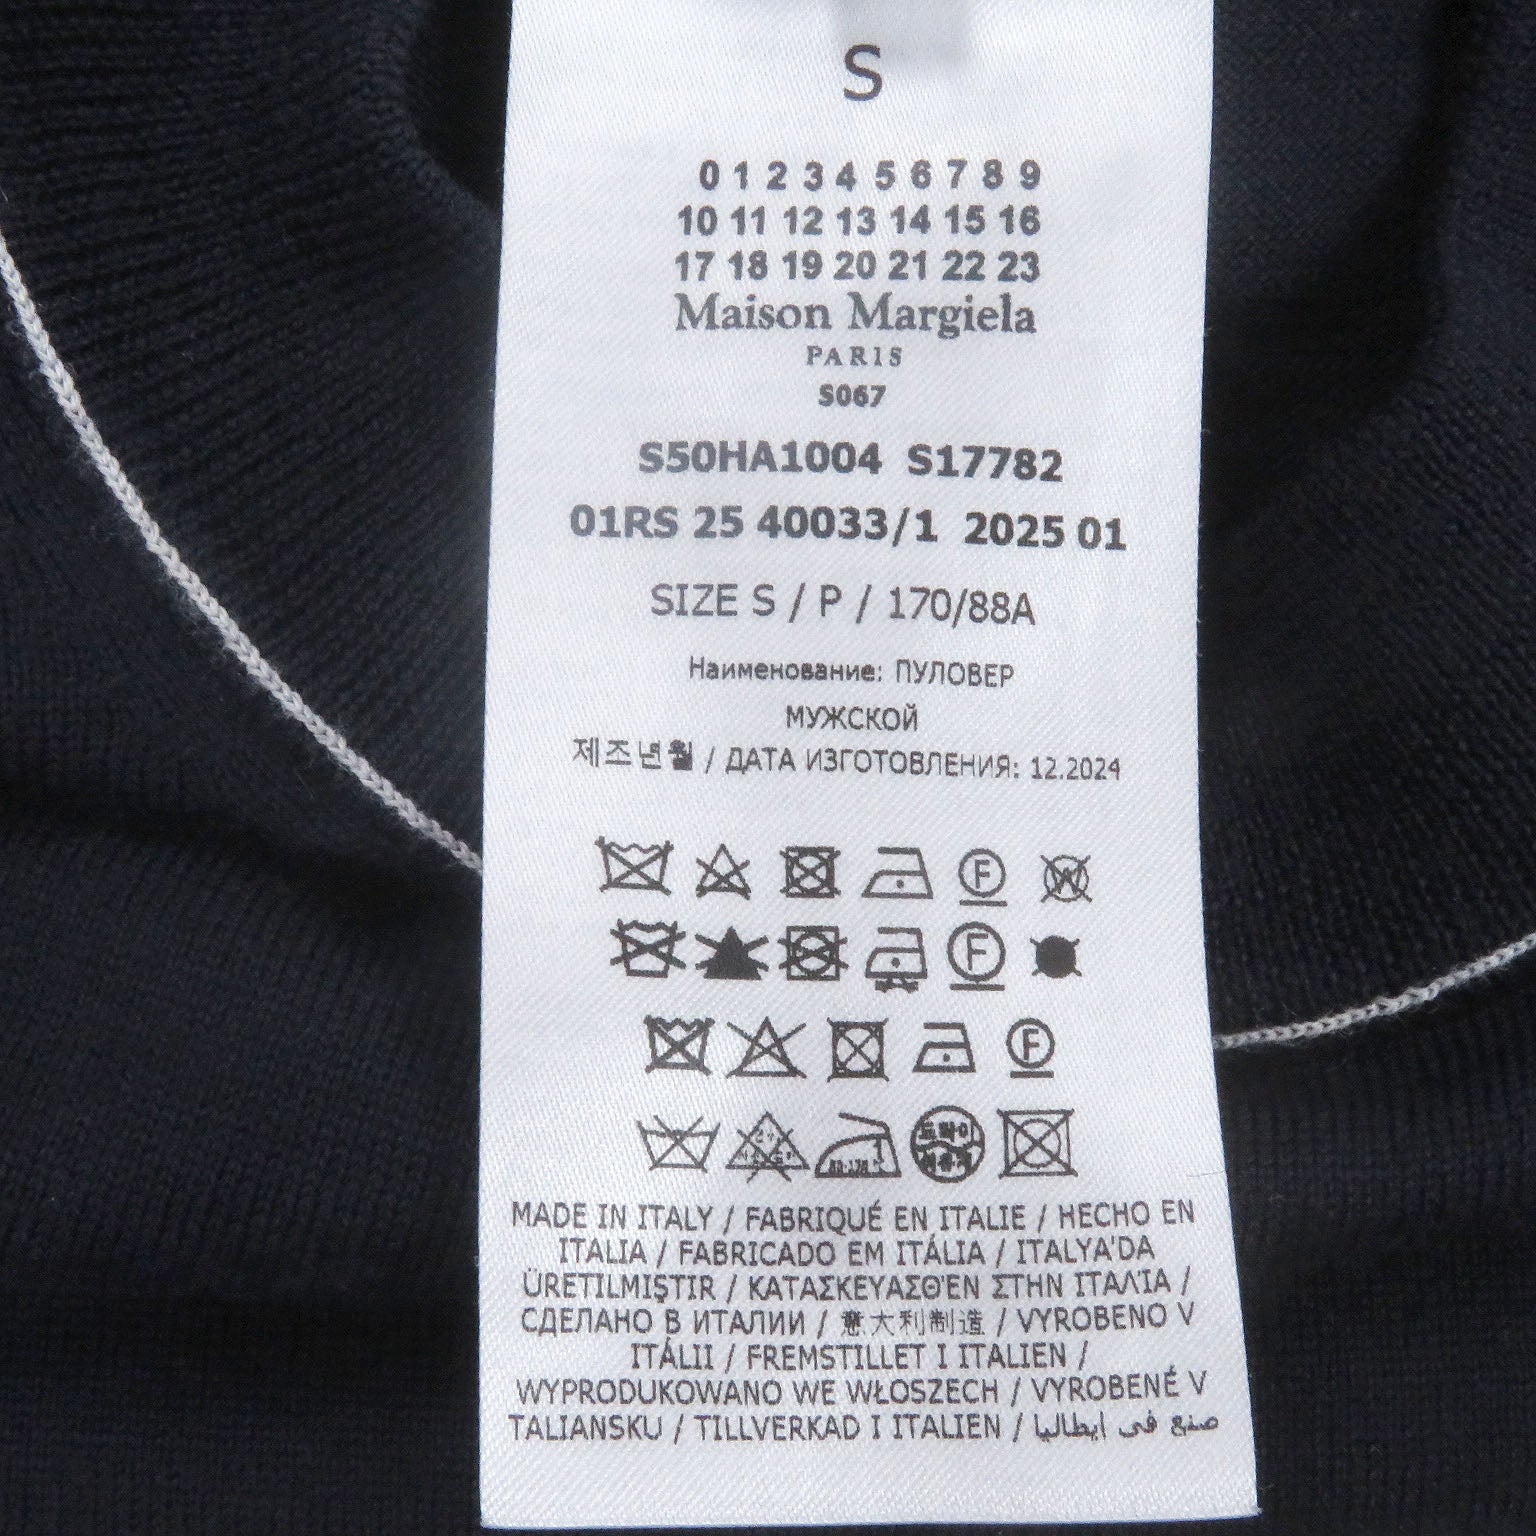 S
0 1 2 3 4 5 6 7 8 9
10 11 12 13 14 15 16
17 18 19 20 21 22 23
Maison Margiela
PARIS
S067
S50HA1004 S17782
01RS 25 40033/1 2025 01
SIZE S / P / 170/88A
Наименование: ПУЛОВЕР
МУЖСКОЙ
제조년월 / ДАТА ИЗГОТОВЛЕНИЯ: 12.2024
F W
F
F
드라이
MADE IN ITALY / FABRIQUÉ EN ITALIE / HECHO EN
ITALIA / FABRICADO EM ITÁLIA / ITALYA'DA
ÜRETILMIŞTIR / ΚΑΤΑΣΚΕΥΑΣΘΈΝ ΣΤΗΝ ΙΤΑΛΊΑ /
СДЕЛАНО В ИТАЛИИ / 意大利制造 / VYROBENO V
ITÁLII / FREMSTILLET I ITALIEN /
WYPRODUKOWANO WE WŁOSZECH / VYROBENÉ V
TALIANSKU / TILLVERKAD I ITALIEN / صنع في ايطاليا